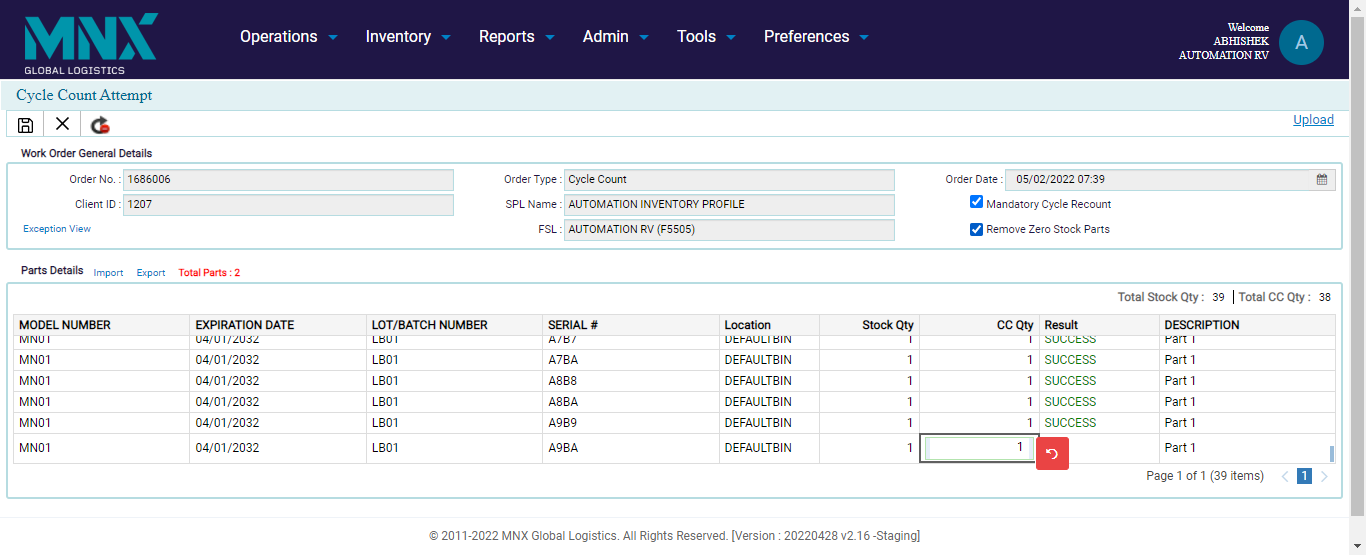 MNX
GLOBAL LOGISTICS
Operations Inventory Reports Admin Tools Preferences
Welcome
ABHISHEK
AUTOMATION RV
A
Cycle Count Attempt
Upload
Work Order General Details
Order No. : 1686006 Order Type : Cycle Count Order Date : 05/02/2022 07:39
Client ID : 1207 SPL Name : AUTOMATION INVENTORY PROFILE Mandatory Cycle Recount
Exception View FSL : AUTOMATION RV (F5505) Remove Zero Stock Parts
Parts Details Import Export Total Parts : 2
Total Stock Qty : 39 Total CC Qty : 38
MODEL NUMBER EXPIRATION DATE LOT/BATCH NUMBER SERIAL # Location Stock Qty CC Qty Result DESCRIPTION
MN01 04/01/2032 LB01 A7B7 DEFAULTBIN 1 1 SUCCESS Part 1
MN01 04/01/2032 LB01 A7BA DEFAULTBIN 1 1 SUCCESS Part 1
MN01 04/01/2032 LB01 A8B8 DEFAULTBIN 1 1 SUCCESS Part 1
MN01 04/01/2032 LB01 A8BA DEFAULTBIN 1 1 SUCCESS Part 1
MN01 04/01/2032 LB01 A9B9 DEFAULTBIN 1 1 SUCCESS Part 1
MN01 04/01/2032 LB01 A9BA DEFAULTBIN 1 1 Part 1
Page 1 of 1 (39 items) 1
© 2011-2022 MNX Global Logistics. All Rights Reserved. [Version : 20220428 v2.16 -Staging]